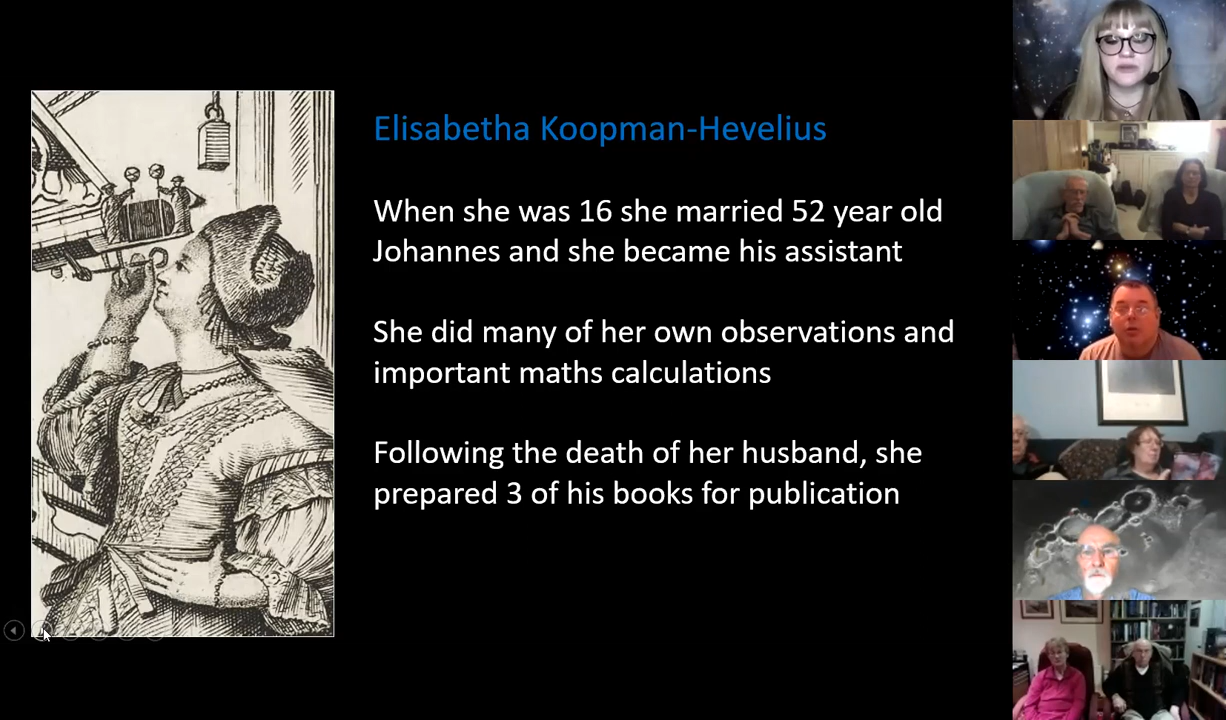 Elisabetha Koopman-Hevelius
When she was 16 she married 52 year old
Johannes and she became his assistant
She did many of her own observations and
important maths calculations
Following the death of her husband, she
prepared 3 of his books for publication